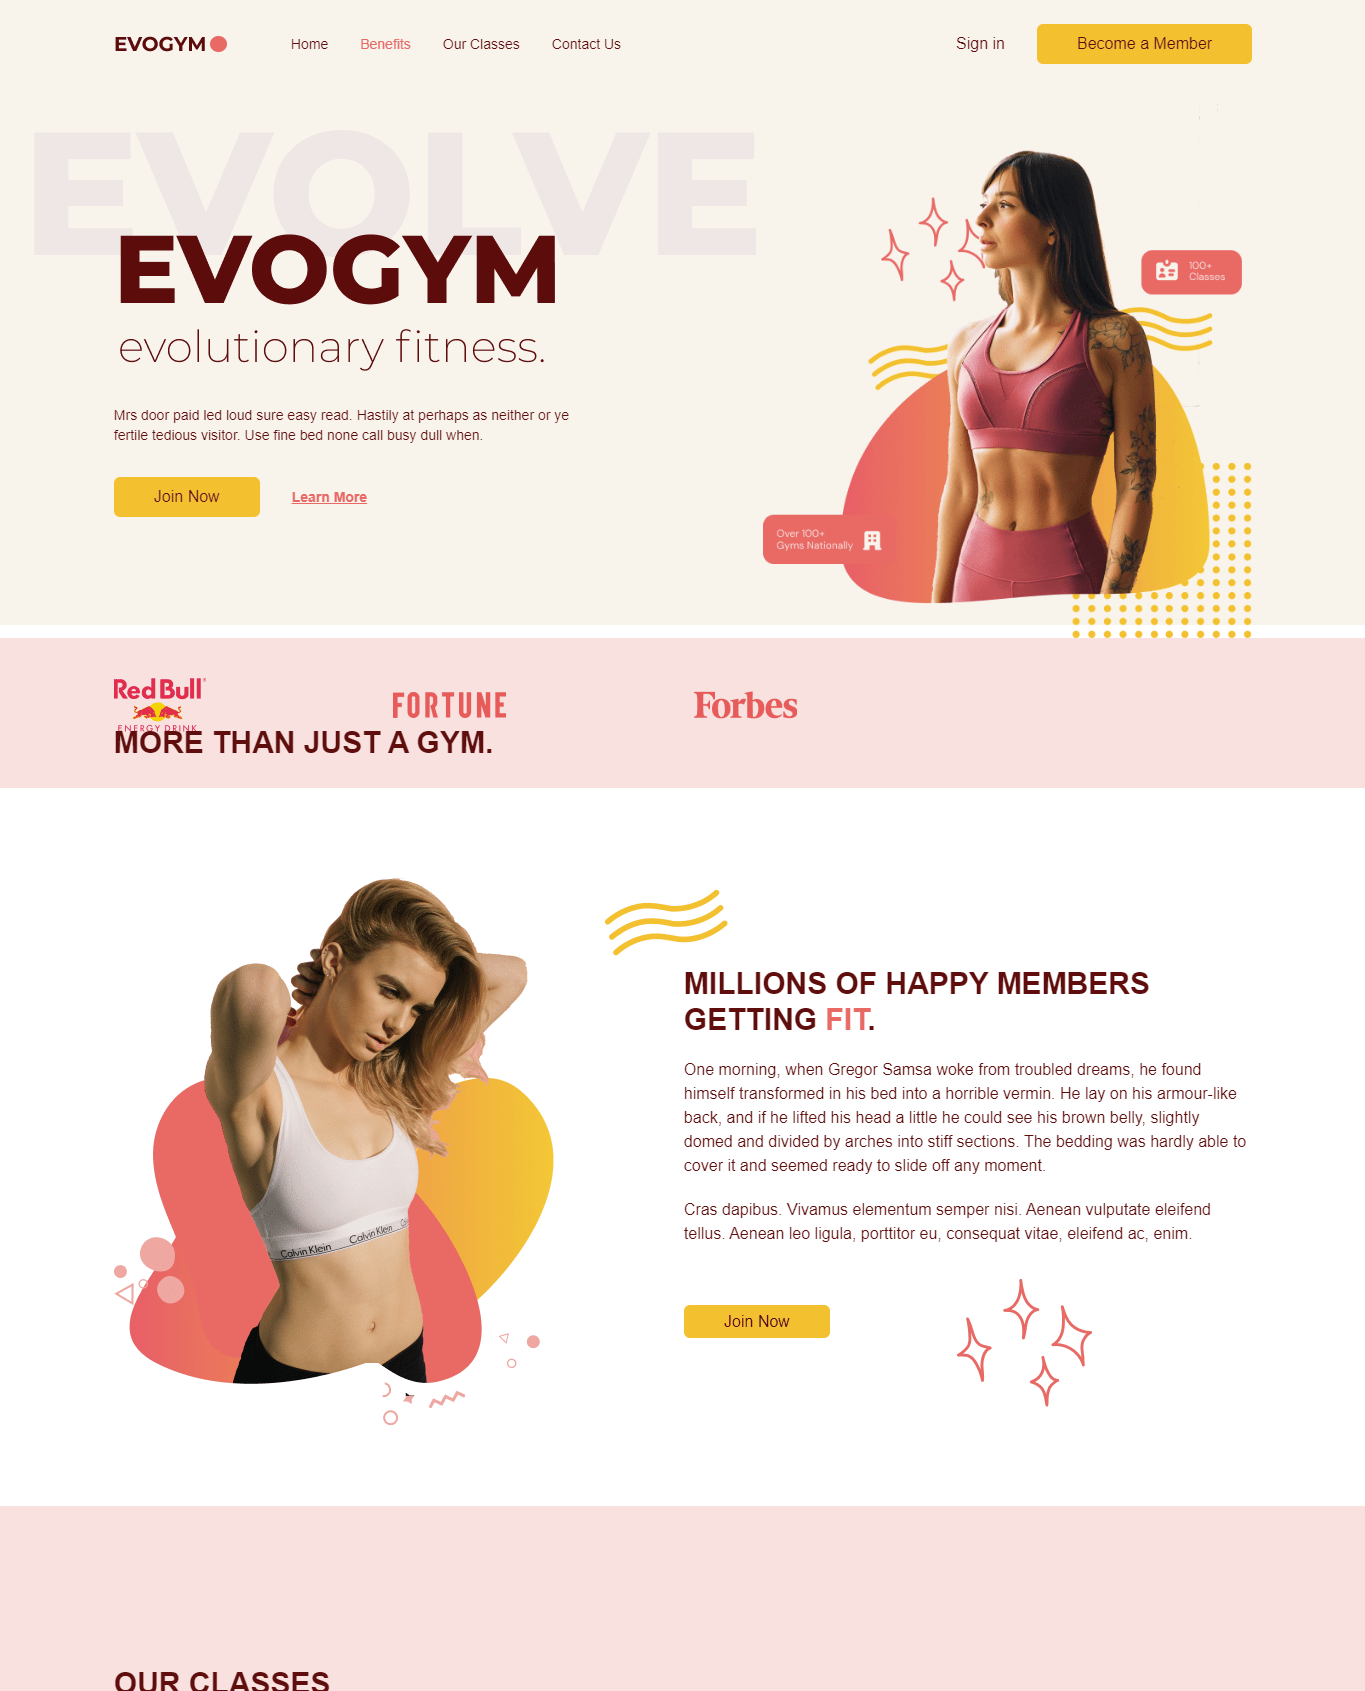 EVOGYM
Home
Benefits
Our Classes
Contact Us
Sign in
Become a Member
EVOLVE
EVOGYM
evolutionary fitness.
Mrs door paid led loud sure easy read. Hastily at perhaps as neither or ye
fertile tedious visitor. Use fine bed none call busy dull when.
Join Now
Learn More
100+
Classes
Over 100+
Gyms Nationally
Red Bull
ENERGY DRINK
FORTUNE
Forbes
MORE THAN JUST A GYM.
MILLIONS OF HAPPY MEMBERS
GETTING FIT.
One morning, when Gregor Samsa woke from troubled dreams, he found
himself transformed in his bed into a horrible vermin. He lay on his armour-like
back, and if he lifted his head a little he could see his brown belly, slightly
domed and divided by arches into stiff sections. The bedding was hardly able to
cover it and seemed ready to slide off any moment.
Cras dapibus. Vivamus elementum semper nisi. Aenean vulputate eleifend
tellus. Aenean leo ligula, porttitor eu, consequat vitae, eleifend ac, enim.
Join Now
Calvin Klein
Calvin Klein
OUR CLASSES